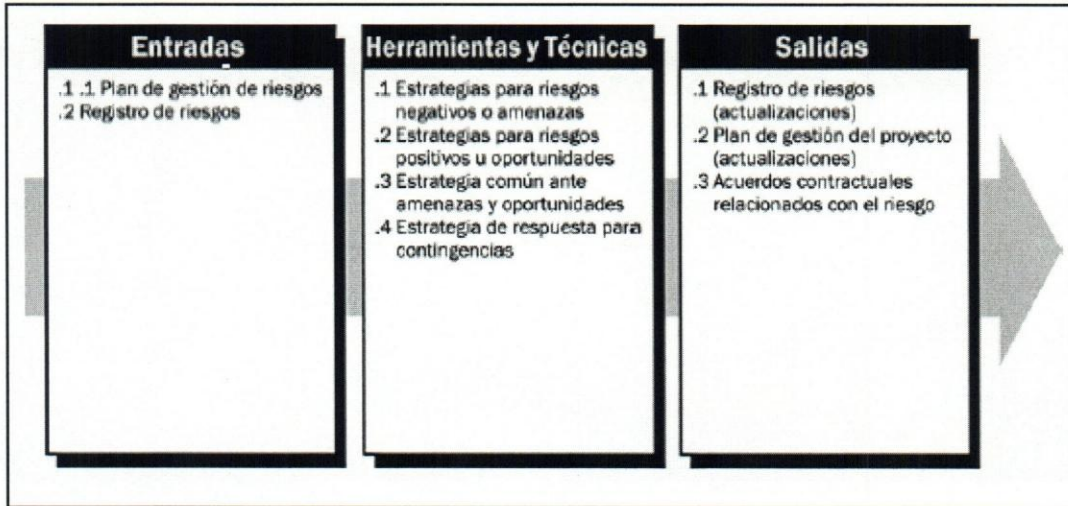 Entradas
.1 .1 Plan de gestión de riesgos
.2 Registro de riesgos
Herramientas y Técnicas
.1 Estrategias para riesgos
negativos o amenazas
.2 Estrategias para riesgos
positivos u oportunidades
.3 Estrategia común ante
amenazas y oportunidades
.4 Estrategia de respuesta para
contingencias
Salidas
.1 Registro de riesgos
(actualizaciones)
.2 Plan de gestión del proyecto
(actualizaciones)
.3 Acuerdos contractuales
relacionados con el riesgo